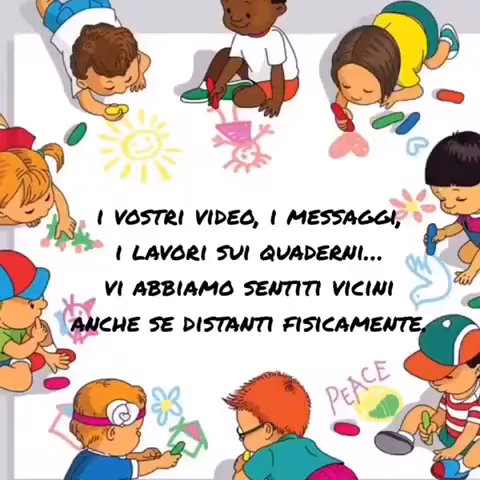 I VOSTRI VIDEO, I MESSAGGI,
I LAVORI SUI QUADERNI...
VI ABBIAMO SENTITI VICINI
ANCHE SE DISTANTI FISICAMENTE.
PEACE